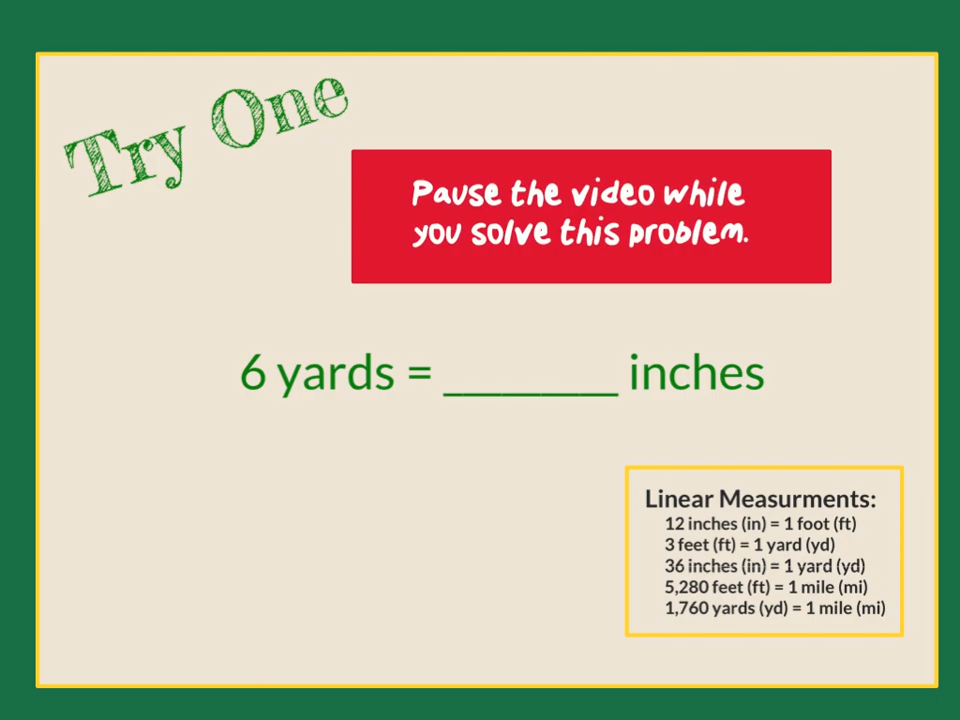 Try One
Pause the video while
you solve this problem.
6 yards = _______ inches
Linear Measurments:
12 inches (in) = 1 foot (ft)
3 feet (ft) = 1 yard (yd)
36 inches (in) = 1 yard (yd)
5,280 feet (ft) = 1 mile (mi)
1,760 yards (yd) = 1 mile (mi)